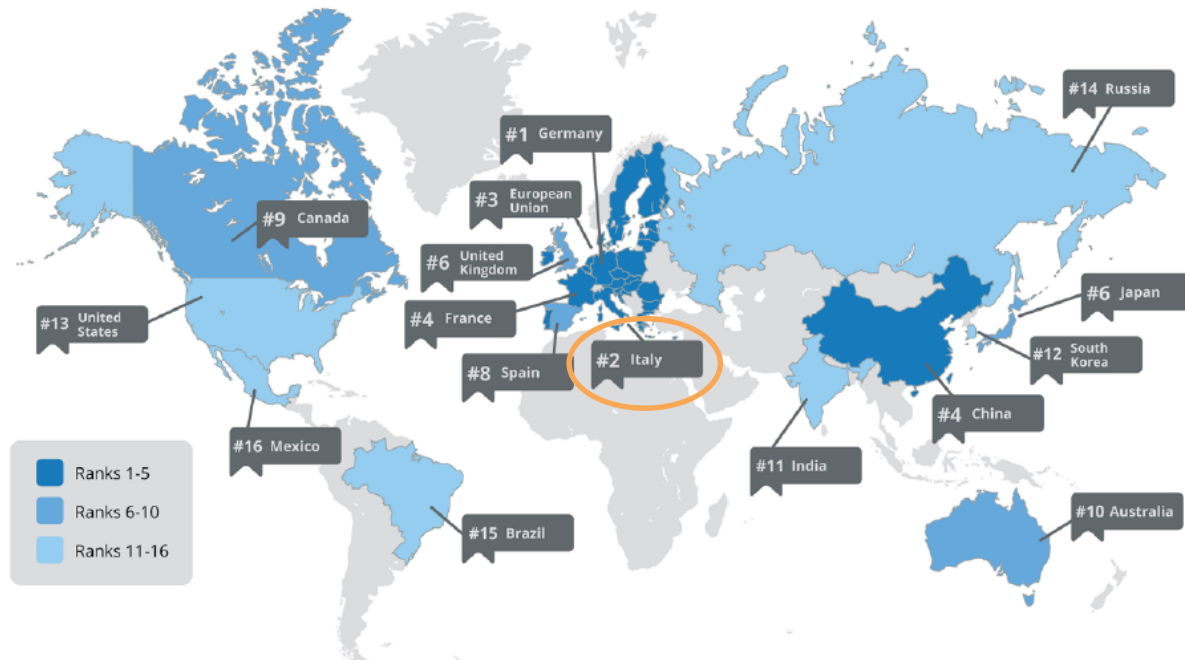 #14 Russia
#1 Germany
#3 European
Union
#9 Canada
#6 United
Kingdom
#13 United
States
#4 France
#6 Japan
#2 Italy
#12 South
Korea
#8 Spain
#4 China
#16 Mexico
#11 India
Ranks 1-5
Ranks 6-10
Ranks 11-16
#15 Brazil
#10 Australia